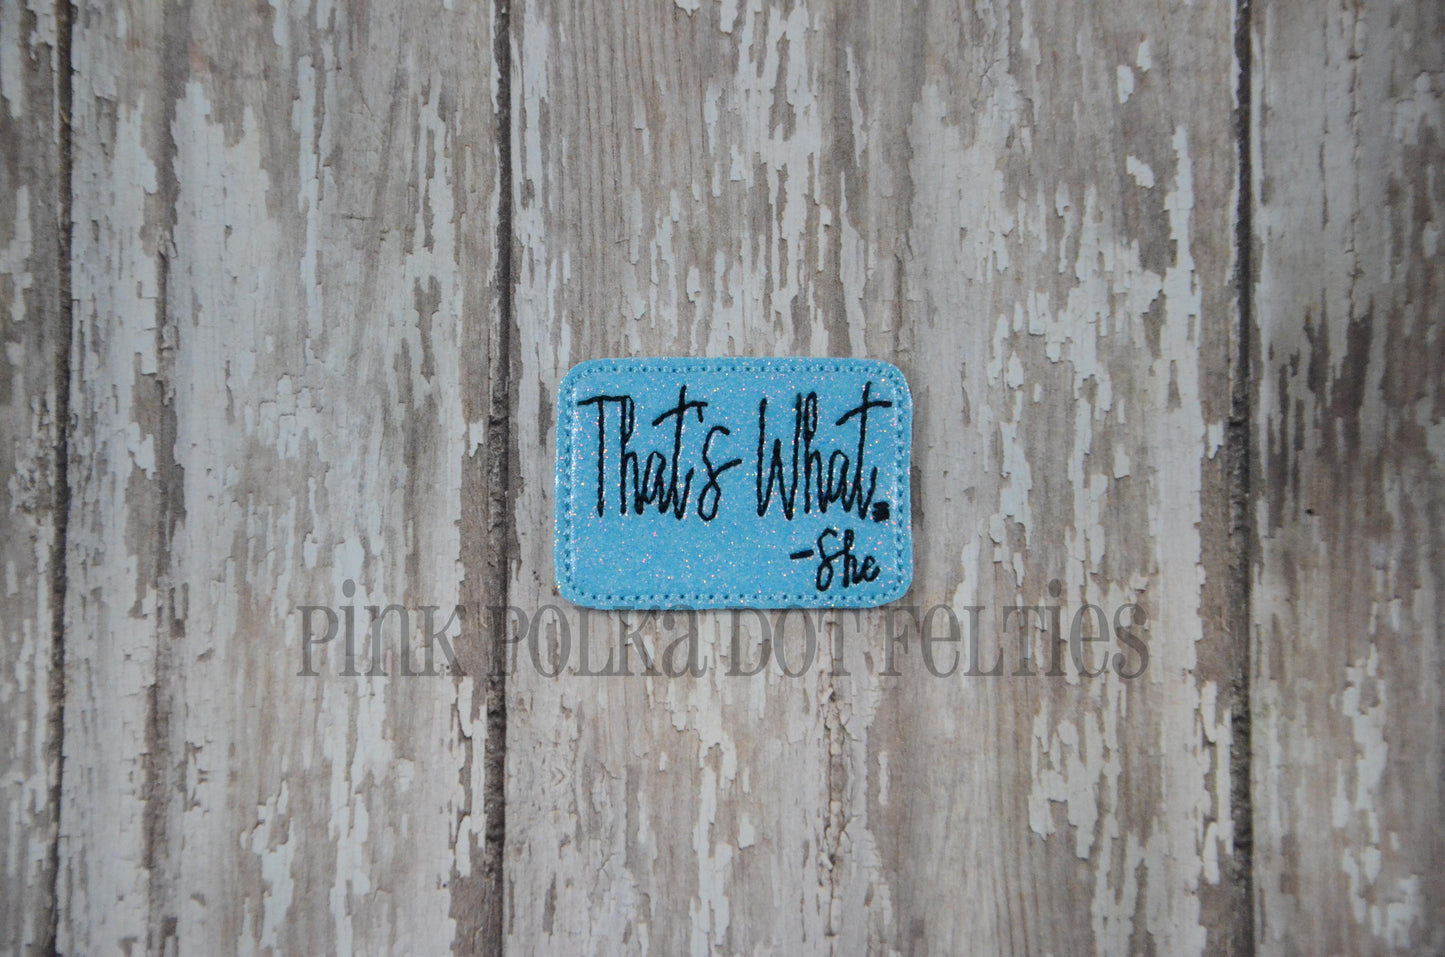 That's What.
-She
Pink Polka Dot Felties